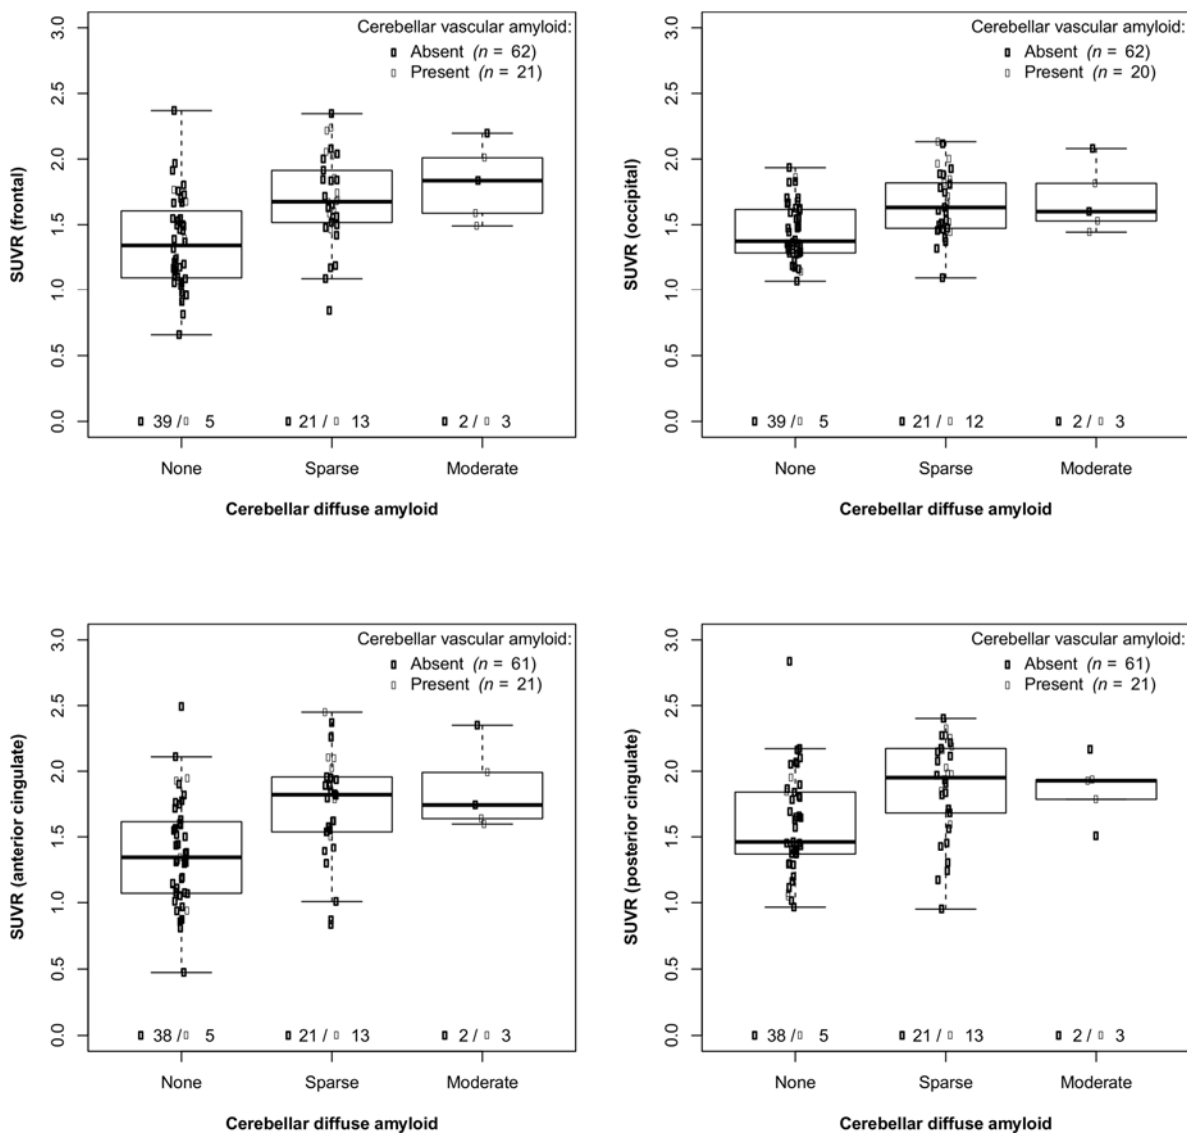 Cerebellar vascular amyloid:
Absent (n = 62)
Present (n = 21)
SUVR (frontal)
3.0
2.5
2.0
1.5
1.0
0.5
0.0
39 / 5
21 / 13
2 / 3
None Sparse Moderate
Cerebellar diffuse amyloid
Cerebellar vascular amyloid:
Absent (n = 62)
Present (n = 20)
SUVR (occipital)
3.0
2.5
2.0
1.5
1.0
0.5
0.0
39 / 5
21 / 12
2 / 3
None Sparse Moderate
Cerebellar diffuse amyloid
Cerebellar vascular amyloid:
Absent (n = 61)
Present (n = 21)
SUVR (anterior cingulate)
3.0
2.5
2.0
1.5
1.0
0.5
0.0
38 / 5
21 / 13
2 / 3
None Sparse Moderate
Cerebellar diffuse amyloid
Cerebellar vascular amyloid:
Absent (n = 61)
Present (n = 21)
SUVR (posterior cingulate)
3.0
2.5
2.0
1.5
1.0
0.5
0.0
38 / 5
21 / 13
2 / 3
None Sparse Moderate
Cerebellar diffuse amyloid